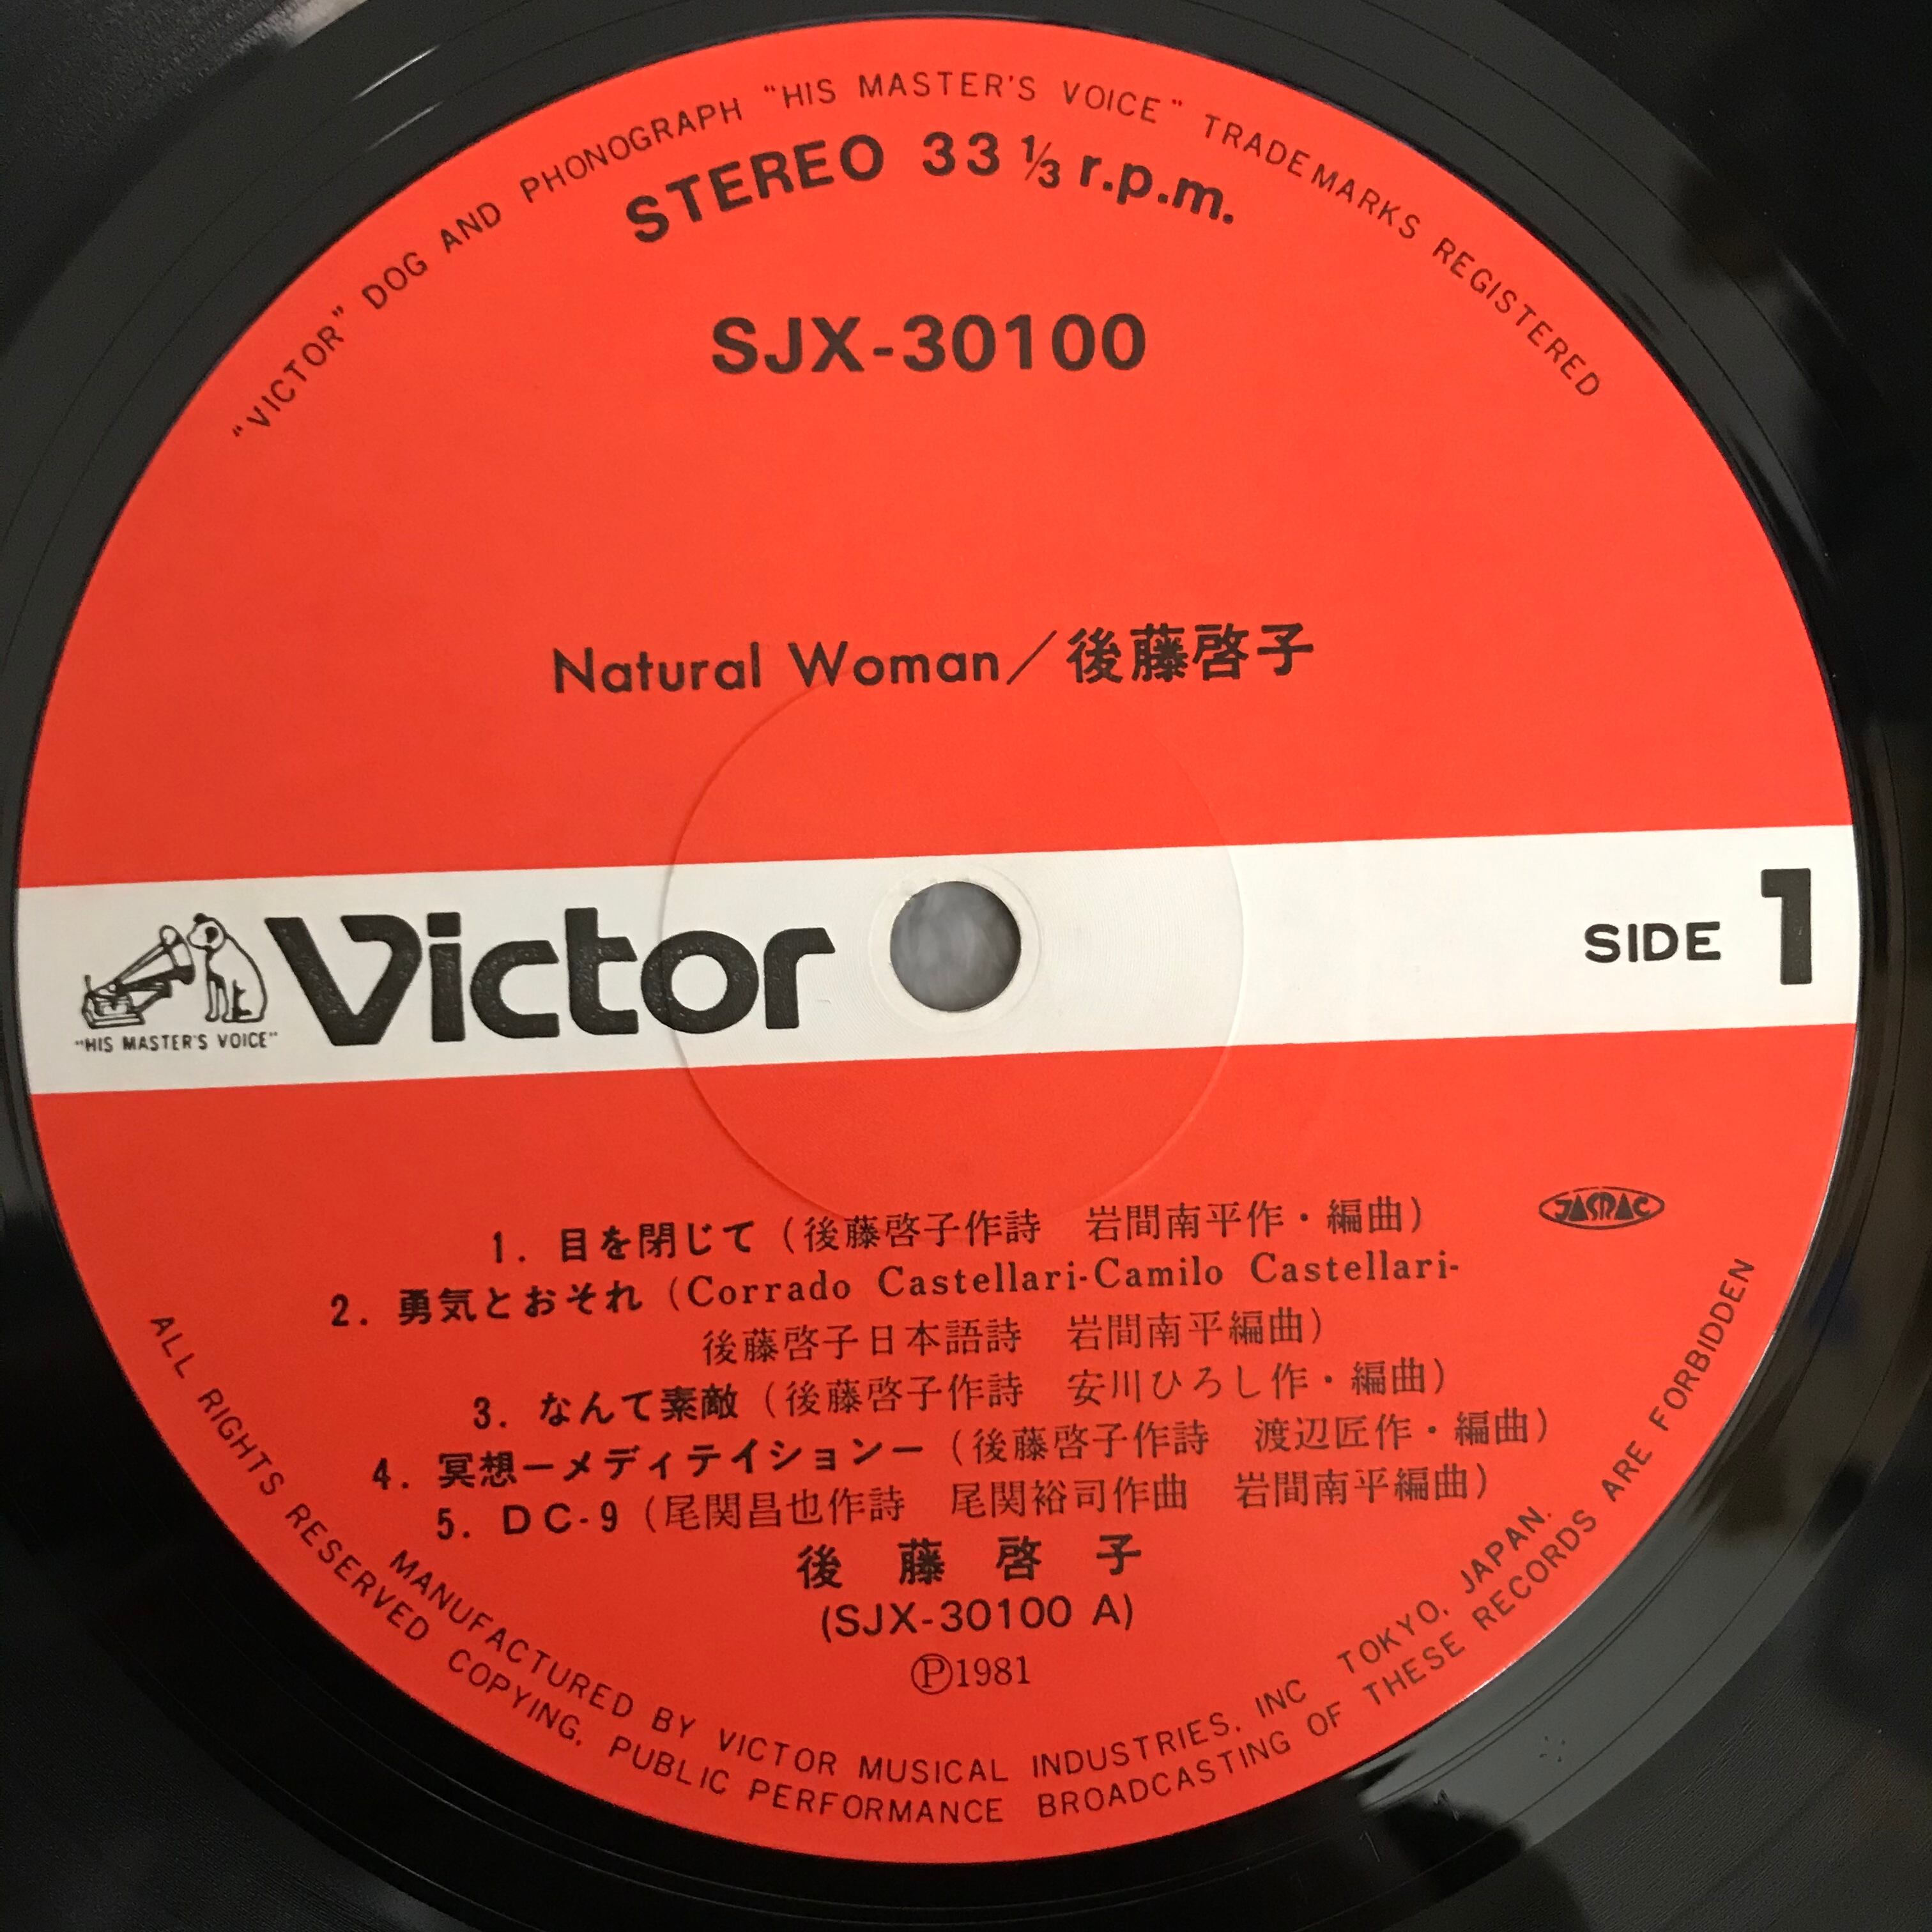 "VICTOR" DOG AND PHONOGRAPH "HIS MASTER'S VOICE" TRADEMARKS REGISTERED
STEREO 33 ⅓ r.p.m.
SJX-30100
Natural Woman／後藤啓子
Victor
"HIS MASTER'S VOICE"
SIDE 1
JASRAC
1. 目を閉じて（後藤啓子作詩　岩間南平作・編曲）
2. 勇気とおそれ（Corrado Castellari-Camilo Castellari-
後藤啓子日本語詩　岩間南平編曲）
3. なんて素敵（後藤啓子作詩　安川ひろし作・編曲）
4. 冥想ーメディテイションー（後藤啓子作詩　渡辺匠作・編曲）
5. DC-9（尾関昌也作詩　尾関裕司作曲　岩間南平編曲）
後藤啓子
(SJX-30100 A)
Ⓟ1981
MANUFACTURED BY VICTOR MUSICAL INDUSTRIES, INC TOKYO, JAPAN.
ALL RIGHTS RESERVED COPYING, PUBLIC PERFORMANCE BROADCASTING OF THESE RECORDS ARE FORBIDDEN